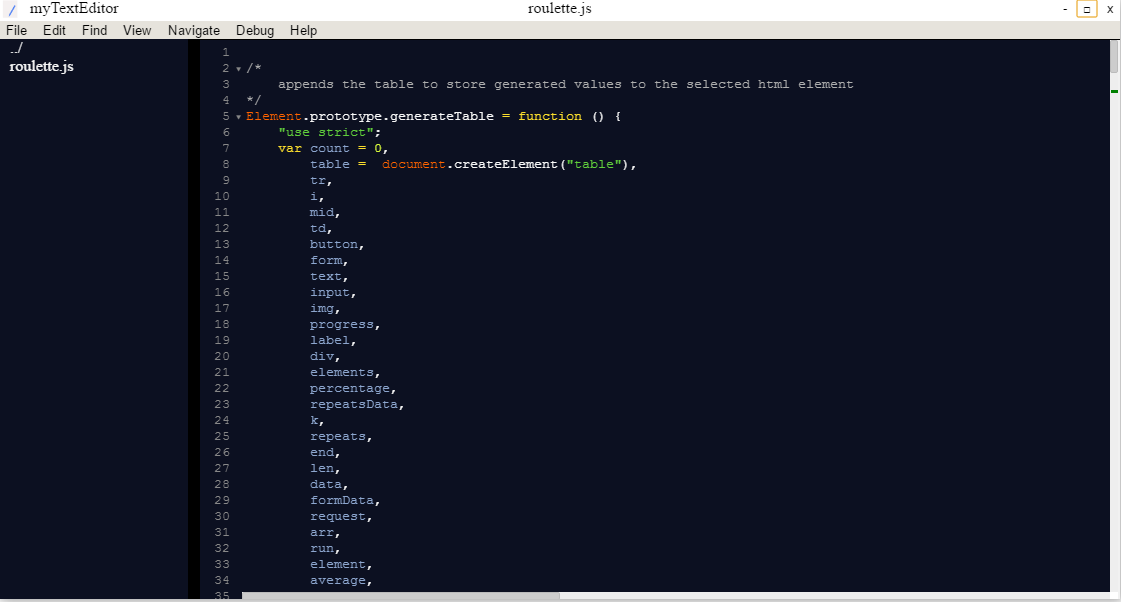 / myTextEditor roulette.js - □ x
File Edit Find View Navigate Debug Help
../
roulette.js
1
2 /*
3 appends the table to store generated values to the selected html element
4 */
5 Element.prototype.generateTable = function () {
6 "use strict";
7 var count = 0,
8 table =  document.createElement("table"),
9 tr,
10 i,
11 mid,
12 td,
13 button,
14 form,
15 text,
16 input,
17 img,
18 progress,
19 label,
20 div,
21 elements,
22 percentage,
23 repeatsData,
24 k,
25 repeats,
26 end,
27 len,
28 data,
29 formData,
30 request,
31 arr,
32 run,
33 element,
34 average,
35